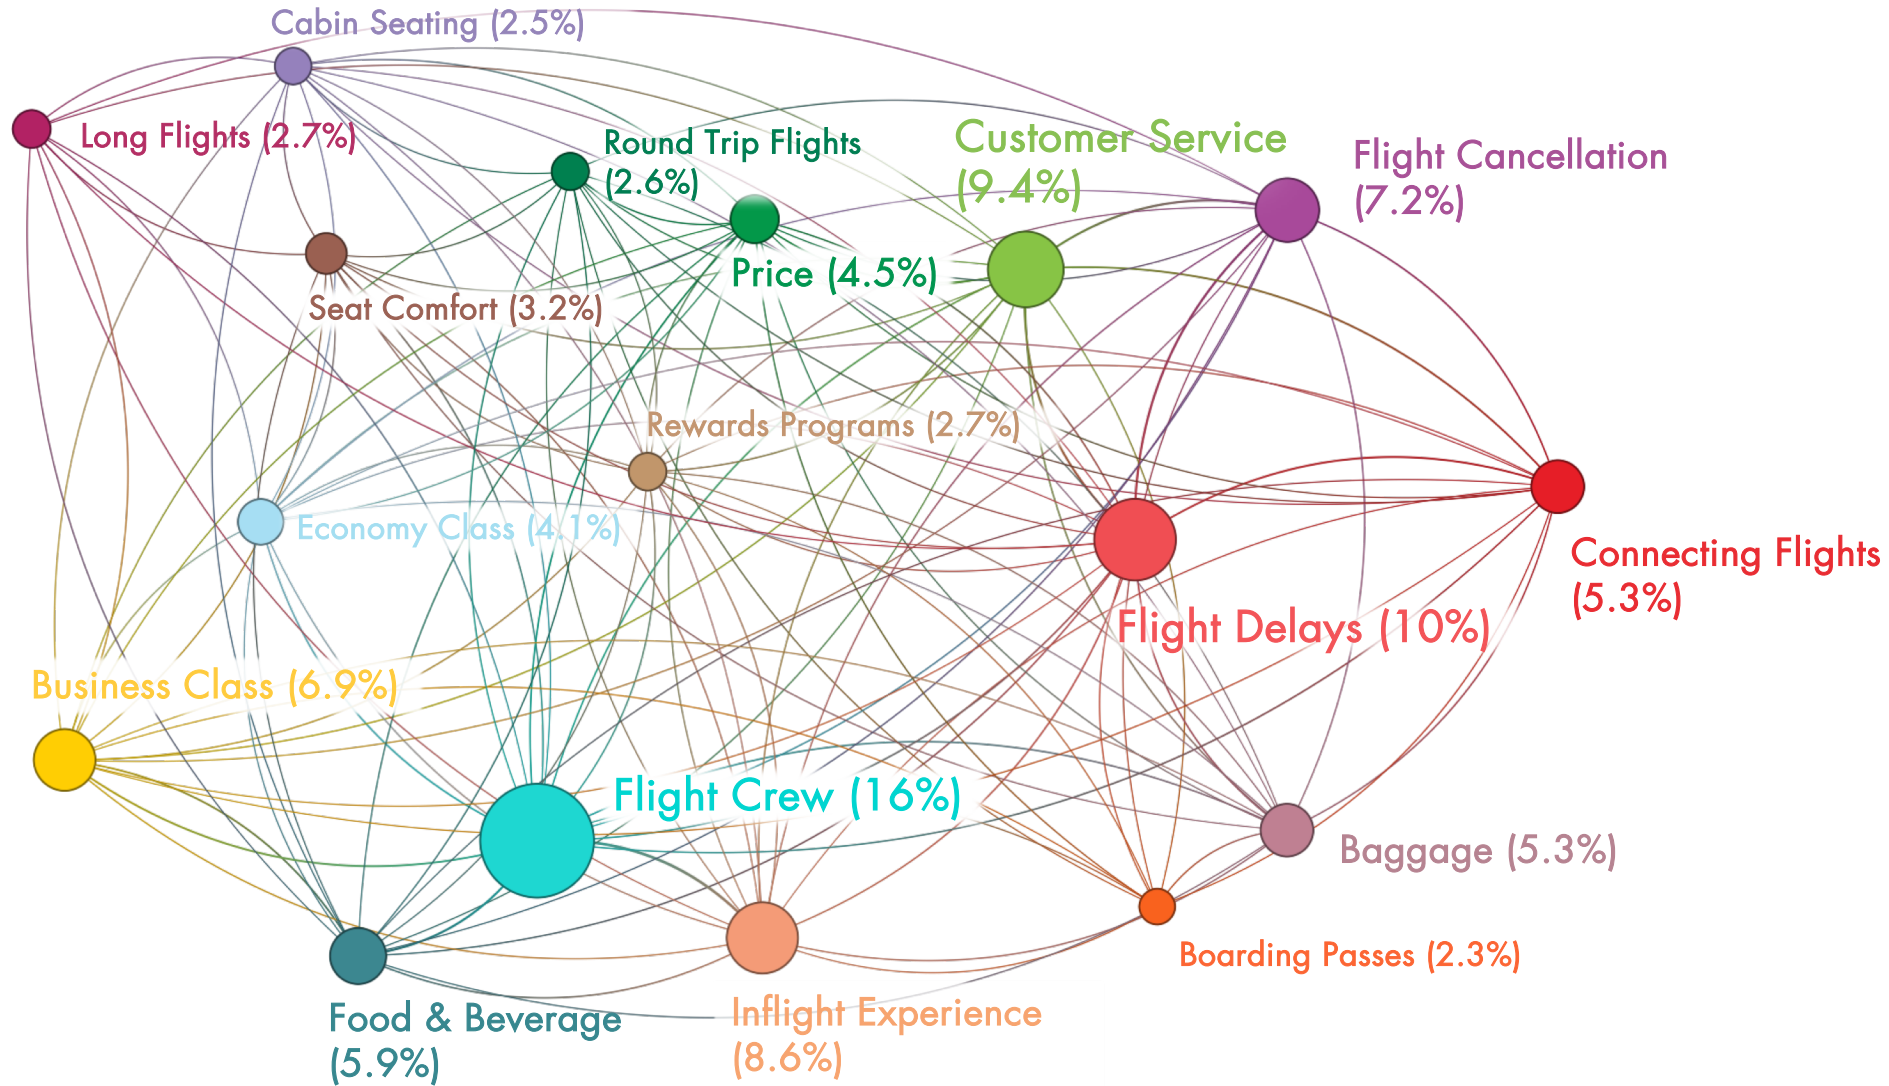 Cabin Seating (2.5%)
Long Flights (2.7%)
Round Trip Flights
(2.6%)
Customer Service
(9.4%)
Flight Cancellation
(7.2%)
Price (4.5%)
Seat Comfort (3.2%)
Rewards Programs (2.7%)
Economy Class (4.1%)
Connecting Flights
(5.3%)
Flight Delays (10%)
Business Class (6.9%)
Flight Crew (16%)
Baggage (5.3%)
Boarding Passes (2.3%)
Food & Beverage
(5.9%)
Inflight Experience
(8.6%)